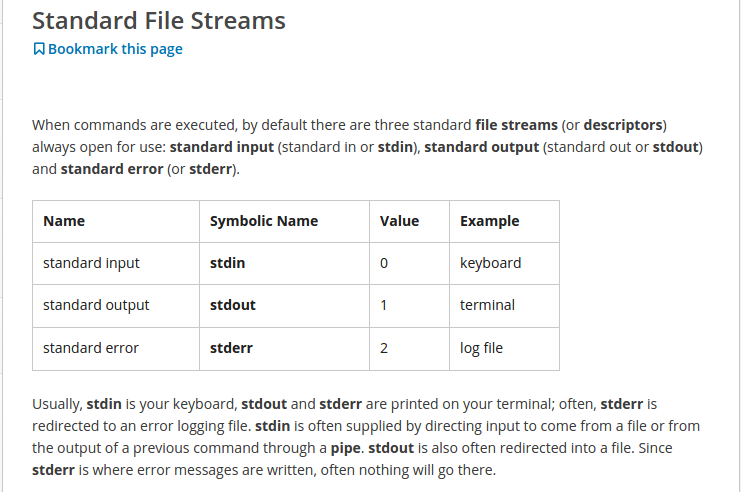 Standard File Streams
Bookmark this page
When commands are executed, by default there are three standard file streams (or descriptors)
always open for use: standard input (standard in or stdin), standard output (standard out or stdout)
and standard error (or stderr).
Name Symbolic Name Value Example
standard input stdin 0 keyboard
standard output stdout 1 terminal
standard error stderr 2 log file
Usually, stdin is your keyboard, stdout and stderr are printed on your terminal; often, stderr is
redirected to an error logging file. stdin is often supplied by directing input to come from a file or from
the output of a previous command through a pipe. stdout is also often redirected into a file. Since
stderr is where error messages are written, often nothing will go there.